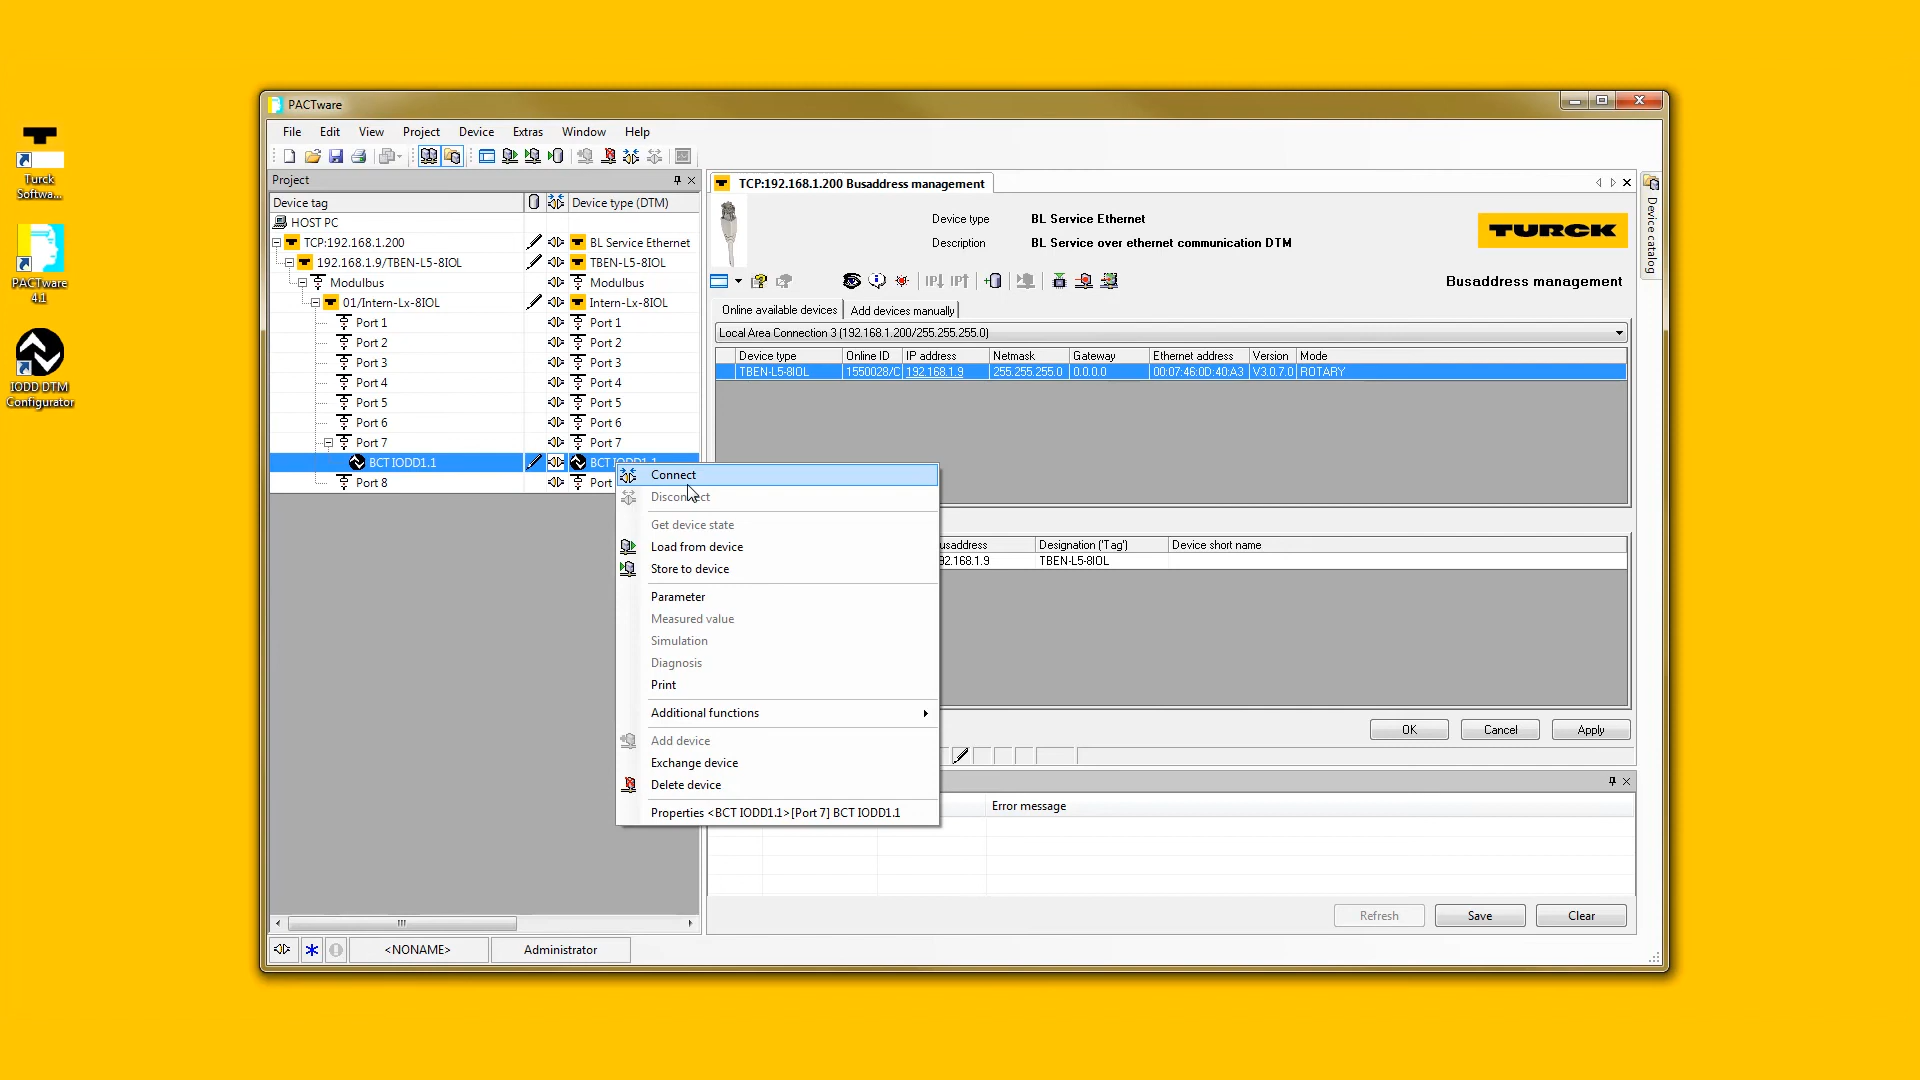 PACTware
File Edit View Project Device Extras Window Help
Turck
Softwa...
PACTware
4.1
IODD DTM
Configurator
Project
Device tag Device type (DTM)
HOST PC
TCP:192.168.1.200 BL Service Ethernet
192.168.1.9/TBEN-L5-8IOL TBEN-L5-8IOL
Modulbus Modulbus
01/Intern-Lx-8IOL Intern-Lx-8IOL
Port 1 Port 1
Port 2 Port 2
Port 3 Port 3
Port 4 Port 4
Port 5 Port 5
Port 6 Port 6
Port 7 Port 7
BCT IODD1.1 BCT IODD1.1
Port 8 Port
Connect
Disconnect
Get device state
Load from device
Store to device
Parameter
Measured value
Simulation
Diagnosis
Print
Additional functions
Add device
Exchange device
Delete device
Properties <BCT IODD1.1>[Port 7] BCT IODD1.1
TCP:192.168.1.200 Busaddress management
Device type BL Service Ethernet
Description BL Service over ethernet communication DTM
TURCK
Busaddress management
Device catalog
Online available devices Add devices manually
Local Area Connection 3 (192.168.1.200/255.255.255.0)
Device type Online ID IP address Netmask Gateway Ethernet address Version Mode
TBEN-L5-8IOL 1550028/C 192.168.1.9 255.255.255.0 0.0.0.0 00:07:46:0D:40:A3 V3.0.7.0 ROTARY
usaddress Designation ('Tag') Device short name
92.168.1.9 TBEN-L5-8IOL
OK Cancel Apply
Error message
Refresh Save Clear
<NONAME> Administrator